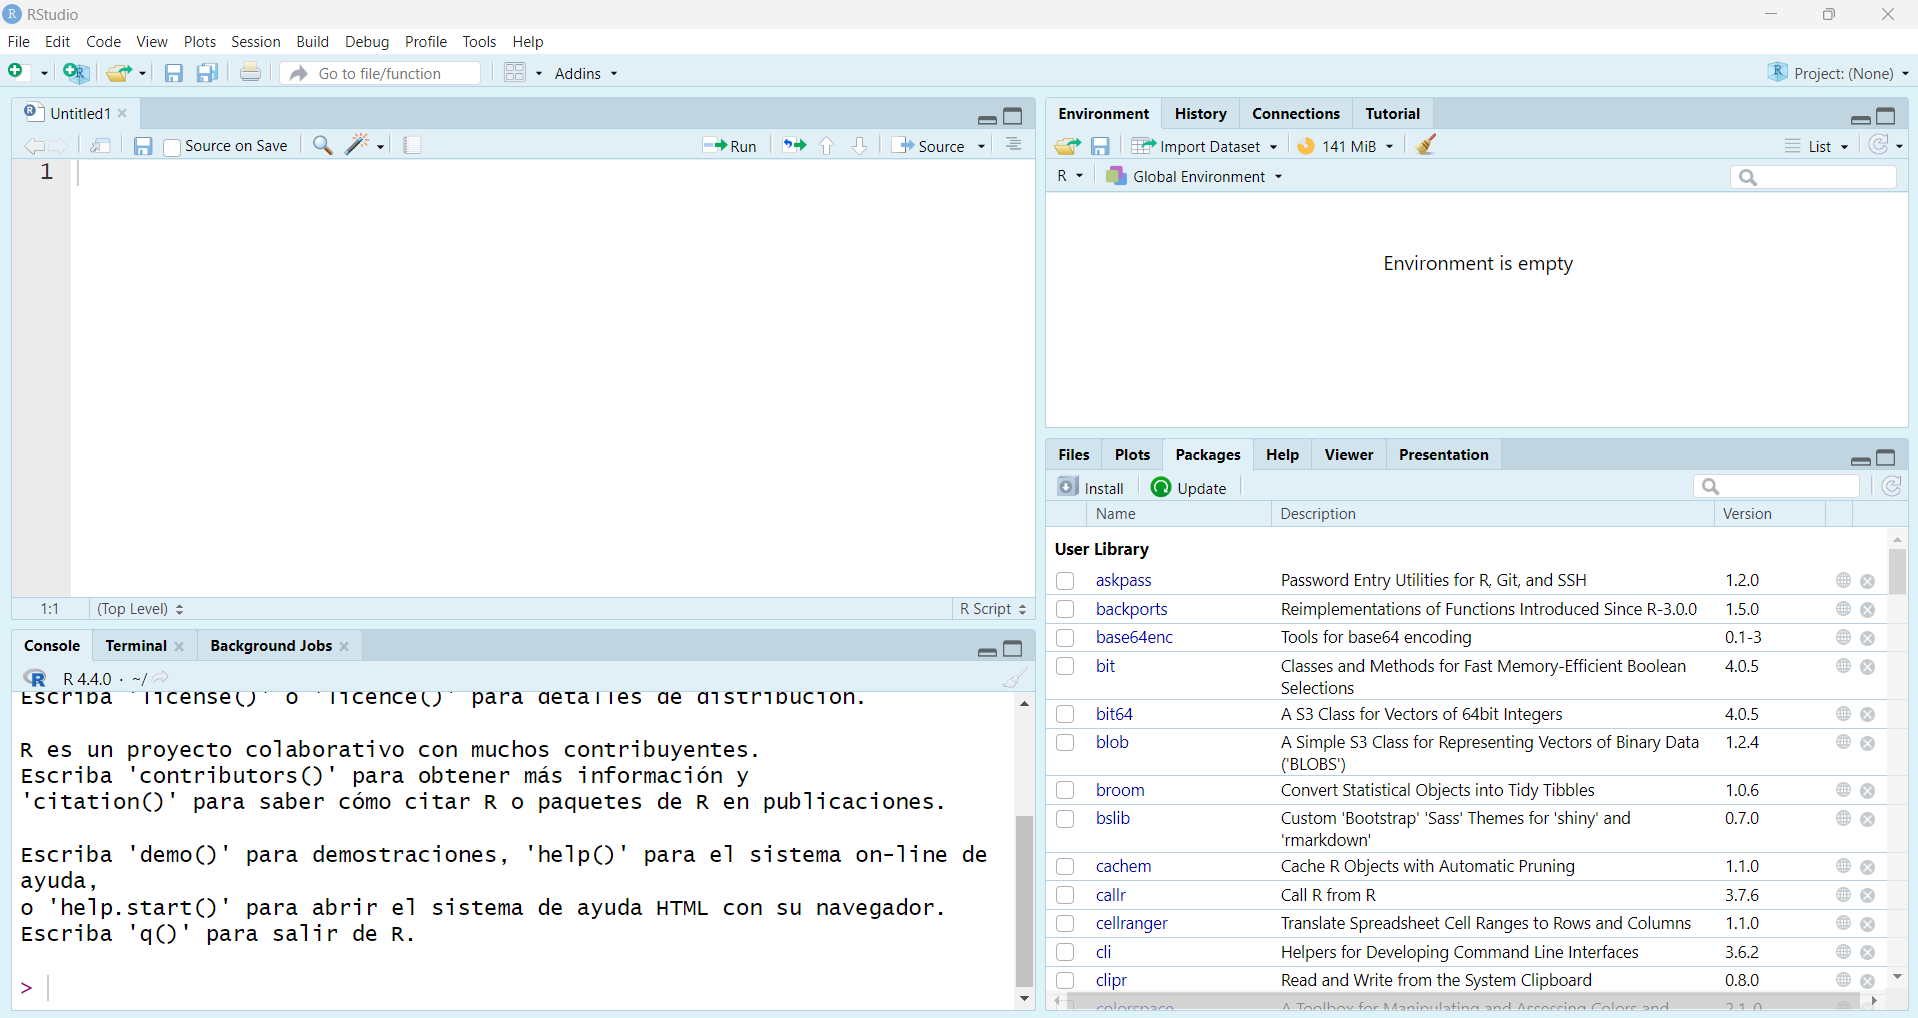 RStudio
File Edit Code View Plots Session Build Debug Profile Tools Help
Go to file/function Addins Project: (None)
Untitled1
Source on Save Run Source
1
1:1 (Top Level) R Script
Console Terminal Background Jobs
R 4.4.0 · ~/
Escriba 'license()' o 'licence()' para detalles de distribución.
R es un proyecto colaborativo con muchos contribuyentes.
Escriba 'contributors()' para obtener más información y
'citation()' para saber cómo citar R o paquetes de R en publicaciones.
Escriba 'demo()' para demostraciones, 'help()' para el sistema on-line de
ayuda,
o 'help.start()' para abrir el sistema de ayuda HTML con su navegador.
Escriba 'q()' para salir de R.
>
Environment History Connections Tutorial
Import Dataset 141 MiB List
R Global Environment
Environment is empty
Files Plots Packages Help Viewer Presentation
Install Update
Name Description Version
User Library
askpass Password Entry Utilities for R, Git, and SSH 1.2.0
backports Reimplementations of Functions Introduced Since R-3.0.0 1.5.0
base64enc Tools for base64 encoding 0.1-3
bit Classes and Methods for Fast Memory-Efficient Boolean 4.0.5
Selections
bit64 A S3 Class for Vectors of 64bit Integers 4.0.5
blob A Simple S3 Class for Representing Vectors of Binary Data 1.2.4
('BLOBS')
broom Convert Statistical Objects into Tidy Tibbles 1.0.6
bslib Custom 'Bootstrap' 'Sass' Themes for 'shiny' and 0.7.0
'rmarkdown'
cachem Cache R Objects with Automatic Pruning 1.1.0
callr Call R from R 3.7.6
cellranger Translate Spreadsheet Cell Ranges to Rows and Columns 1.1.0
cli Helpers for Developing Command Line Interfaces 3.6.2
clipr Read and Write from the System Clipboard 0.8.0
colorspace A Toolbox for Manipulating and Assessing Colors and 2.1.0